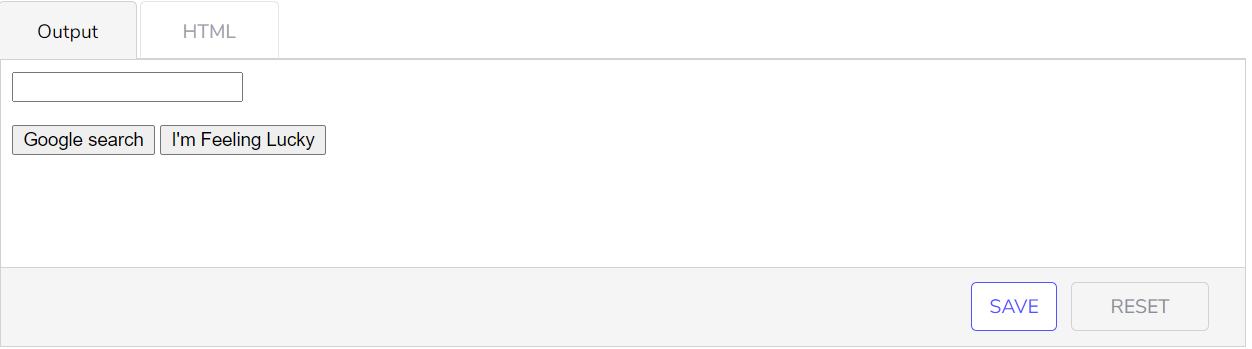 Output HTML
Google search I'm Feeling Lucky
SAVE RESET